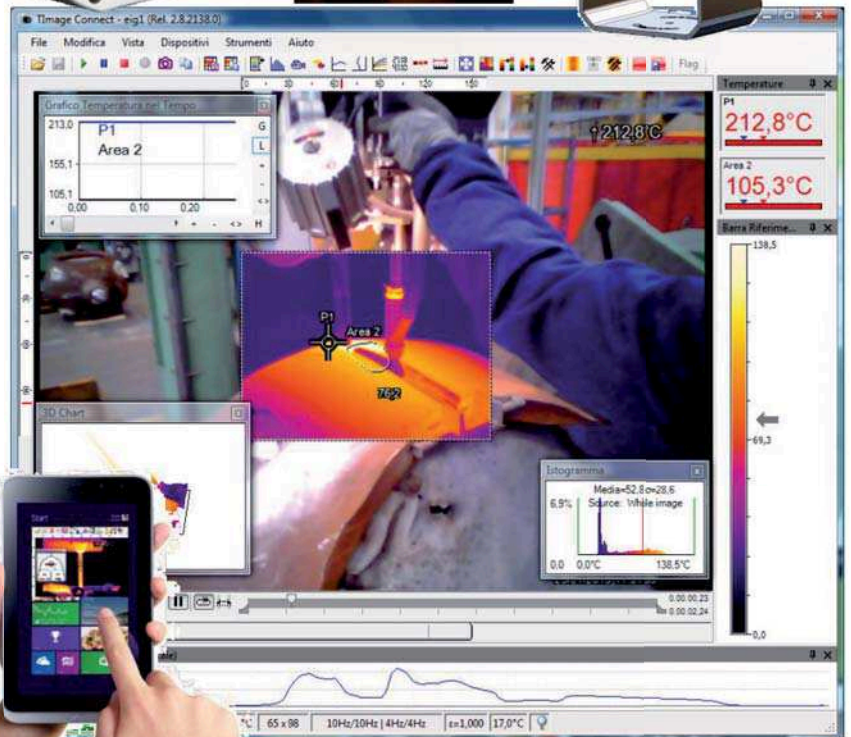 TImage Connect - eig1 (Rel. 2.8.2138.0)
File Modifica Vista Dispositivi Strumenti Aiuto
Flag
Grafico Temperatura nel Tempo
213,0
155,1
105,1
P1
Area 2
0,00 0,10 0,20
G
L
+
-
<>
+ - <> H
212,8°C
Temperature
P1
212,8°C
Area 2
105,3°C
Barra Riferime...
138,5
69,3
0,0
P1
Area 2
76,2
3D Chart
Istogramma
Media=52,8 σ=28,6
Source: Whole image
6,9%
0,0 0,0°C 138,5°C
Start
0.00.00,23
0.00.02,24
65 x 98 10Hz/10Hz | 4Hz/4Hz ε=1,000 17,0°C